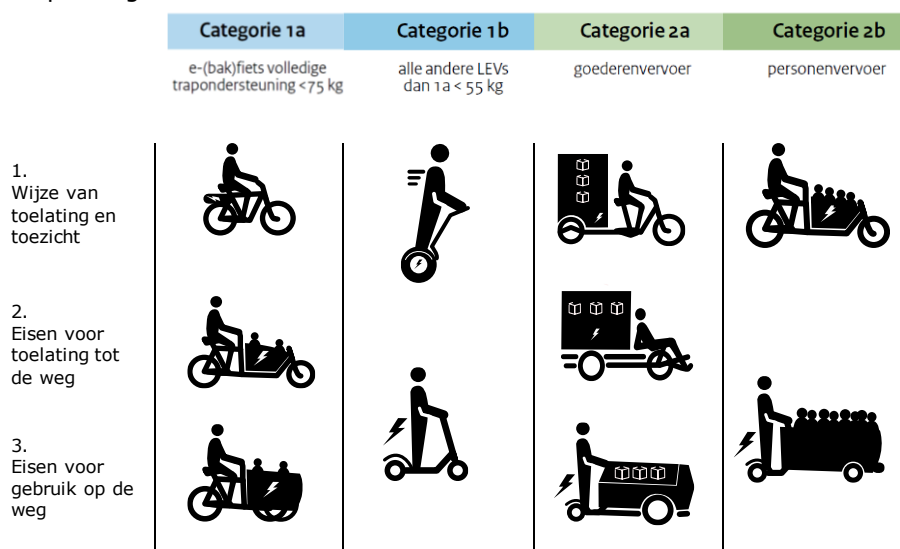 Categorie 1a
Categorie 1b
Categorie 2a
Categorie 2b
e-(bak)fiets volledige
trapondersteuning <75 kg
alle andere LEVs
dan 1a < 55 kg
goederenvervoer
personenvervoer
1.
Wijze van
toelating en
toezicht
2.
Eisen voor
toelating tot
de weg
3.
Eisen voor
gebruik op de
weg